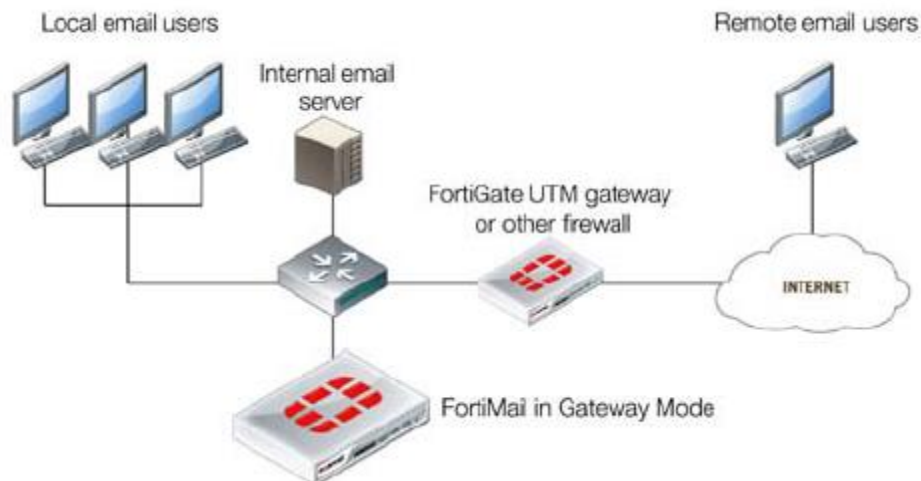 Local email users
Remote email users
Internal email
server
FortiGate UTM gateway
or other firewall
INTERNET
FortiMail in Gateway Mode